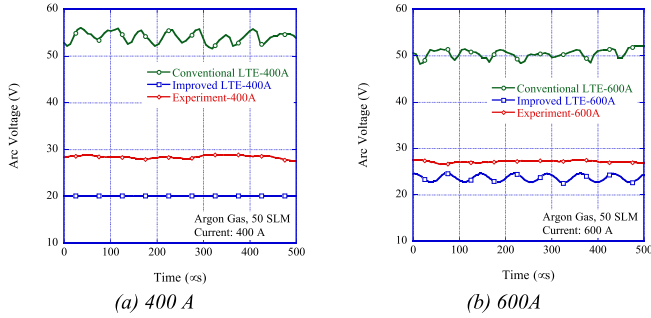 60
50
40
30
20
10
Arc Voltage (V)
Conventional LTE-400A
Improved LTE-400A
Experiment-400A
Argon Gas, 50 SLM
Current: 400 A
0 100 200 300 400 500
Time (∝s)
(a) 400 A
60
50
40
30
20
10
Arc Voltage (V)
Conventional LTE-600A
Improved LTE-600A
Experiment-600A
Argon Gas, 50 SLM
Current: 600 A
0 100 200 300 400 500
Time (∝s)
(b) 600A